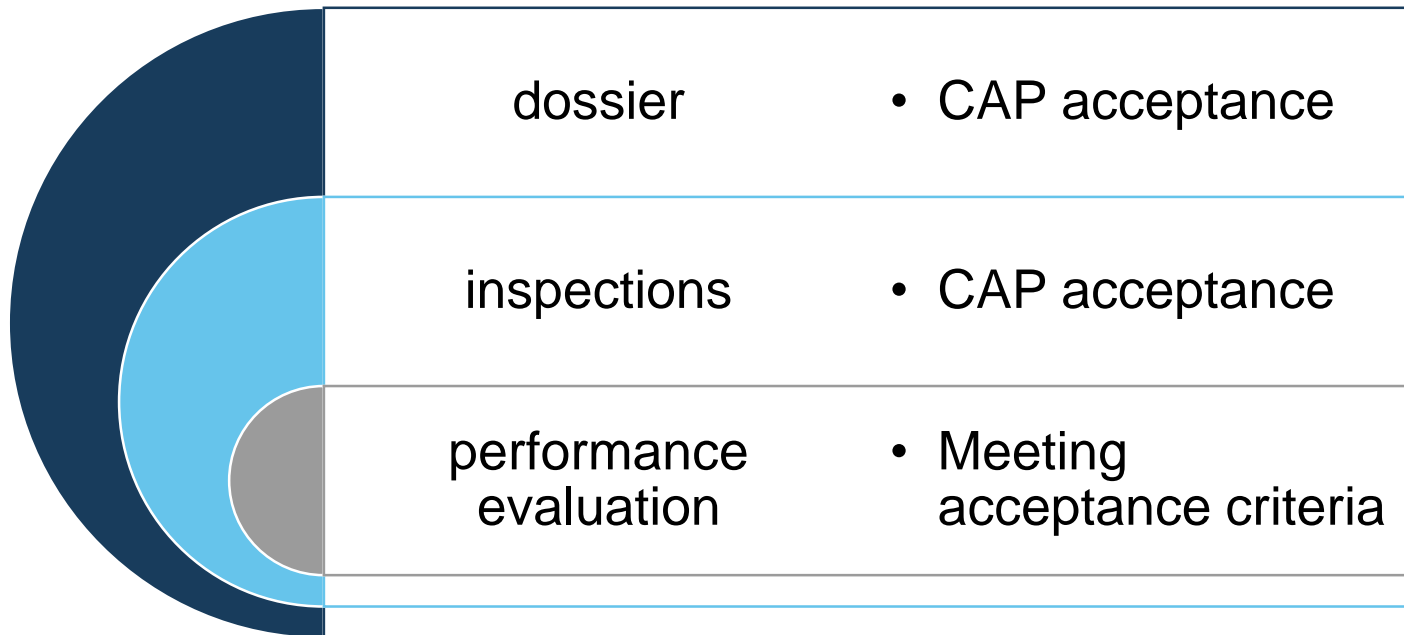 dossier
• CAP acceptance
inspections
• CAP acceptance
performance
evaluation
• Meeting
acceptance criteria